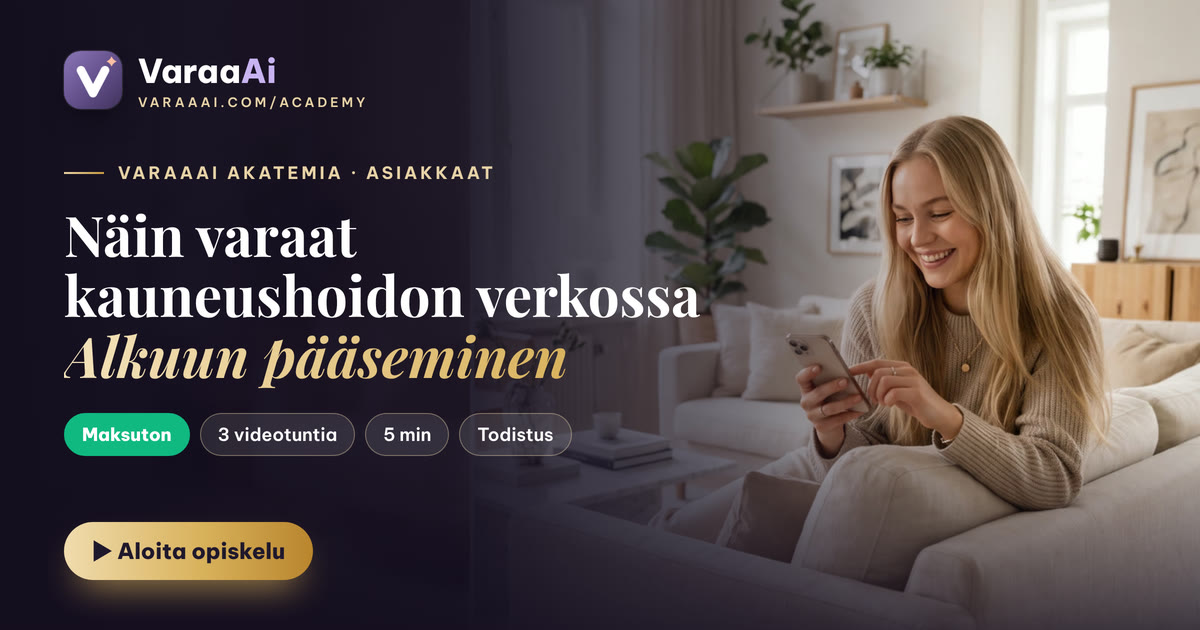 VaraaAi
VARAAAI.COM/ACADEMY
VARAAAI AKATEMIA · ASIAKKAAT
Näin varaat
kauneushoidon verkossa
Alkuun pääseminen
Maksuton
3 videotuntia
5 min
Todistus
▶ Aloita opiskelu